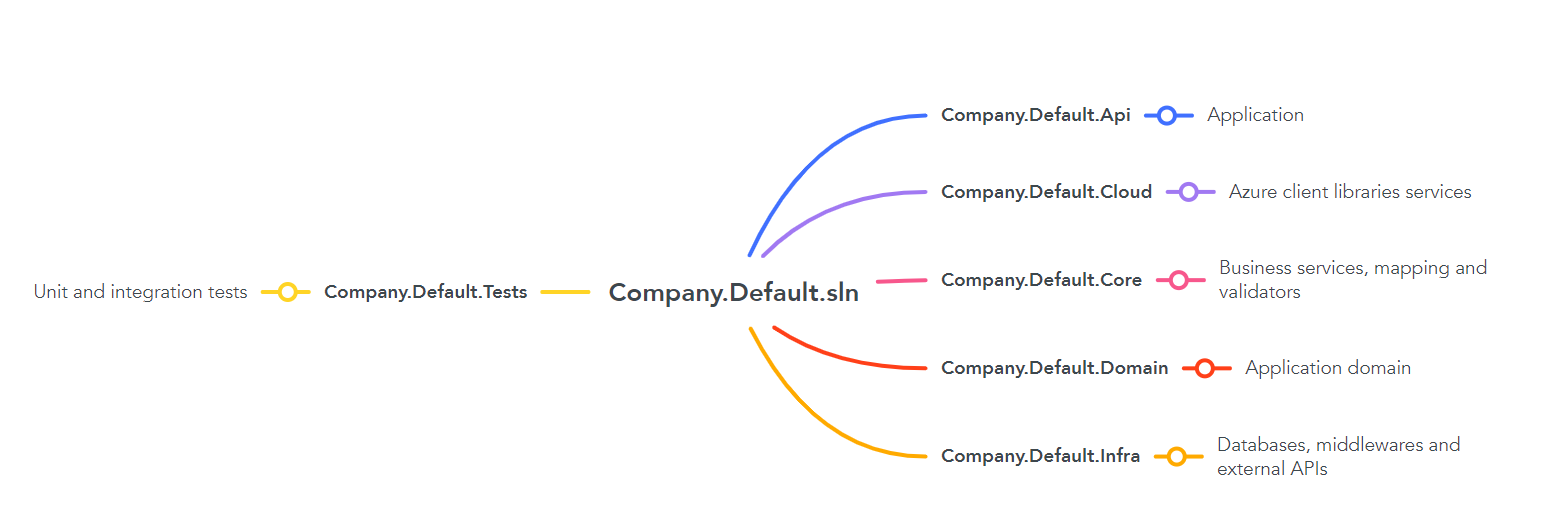 Company.Default.Api
Application
Company.Default.Cloud
Azure client libraries services
Company.Default.Core
Business services, mapping and
validators
Unit and integration tests
Company.Default.Tests
Company.Default.sln
Company.Default.Domain
Application domain
Company.Default.Infra
Databases, middlewares and
external APIs